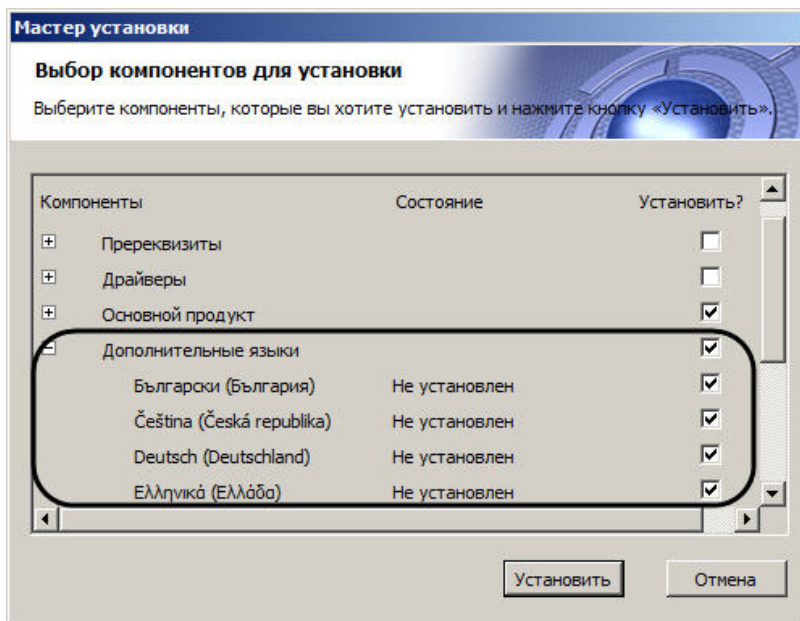 Мастер установки
Выбор компонентов для установки
Выберите компоненты, которые вы хотите установить и нажмите кнопку «Установить».
Компоненты Состояние Установить?
Пререквизиты
Драйверы
Основной продукт
Дополнительные языки
Български (България) Не установлен
Čeština (Česká republika) Не установлен
Deutsch (Deutschland) Не установлен
Ελληνικά (Ελλάδα) Не установлен
Установить Отмена